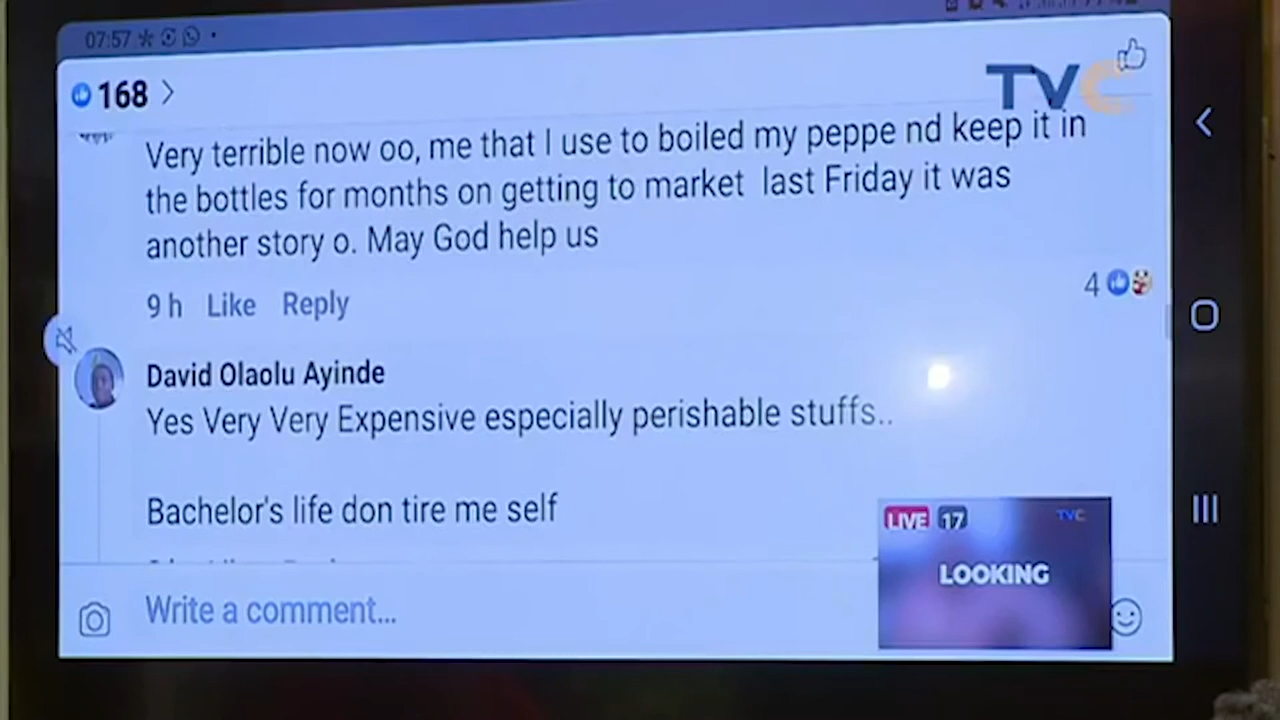 07:57
168
TVC
Very terrible now oo, me that I use to boiled my peppe nd keep it in
the bottles for months on getting to market last Friday it was
another story o. May God help us
9 h Like Reply
4
David Olaolu Ayinde
Yes Very Very Expensive especially perishable stuffs..
Bachelor's life don tire me self
LIVE 17 TVC
LOOKING
Write a comment...